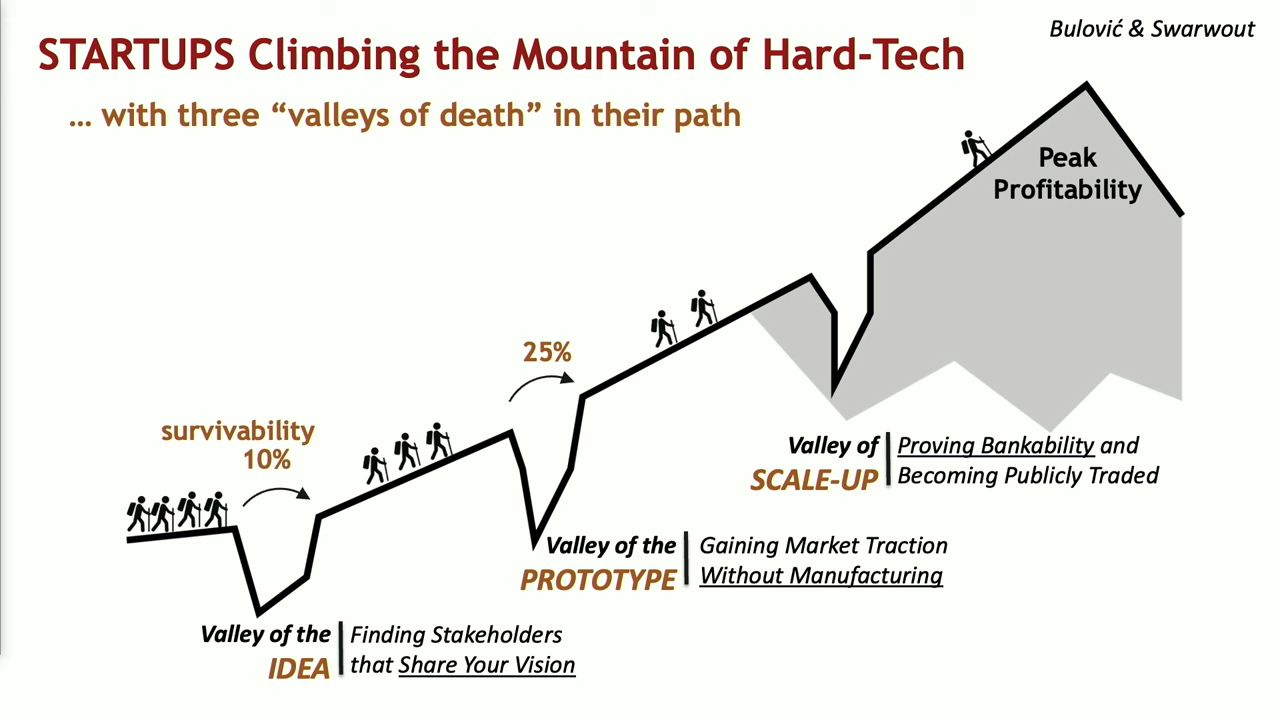 Bulović & Swarwout
STARTUPS Climbing the Mountain of Hard-Tech
... with three “valleys of death” in their path
Peak
Profitability
25%
survivability
10%
Valley of
SCALE-UP
Proving Bankability and
Becoming Publicly Traded
Valley of the
PROTOTYPE
Gaining Market Traction
Without Manufacturing
Valley of the
IDEA
Finding Stakeholders
that Share Your Vision